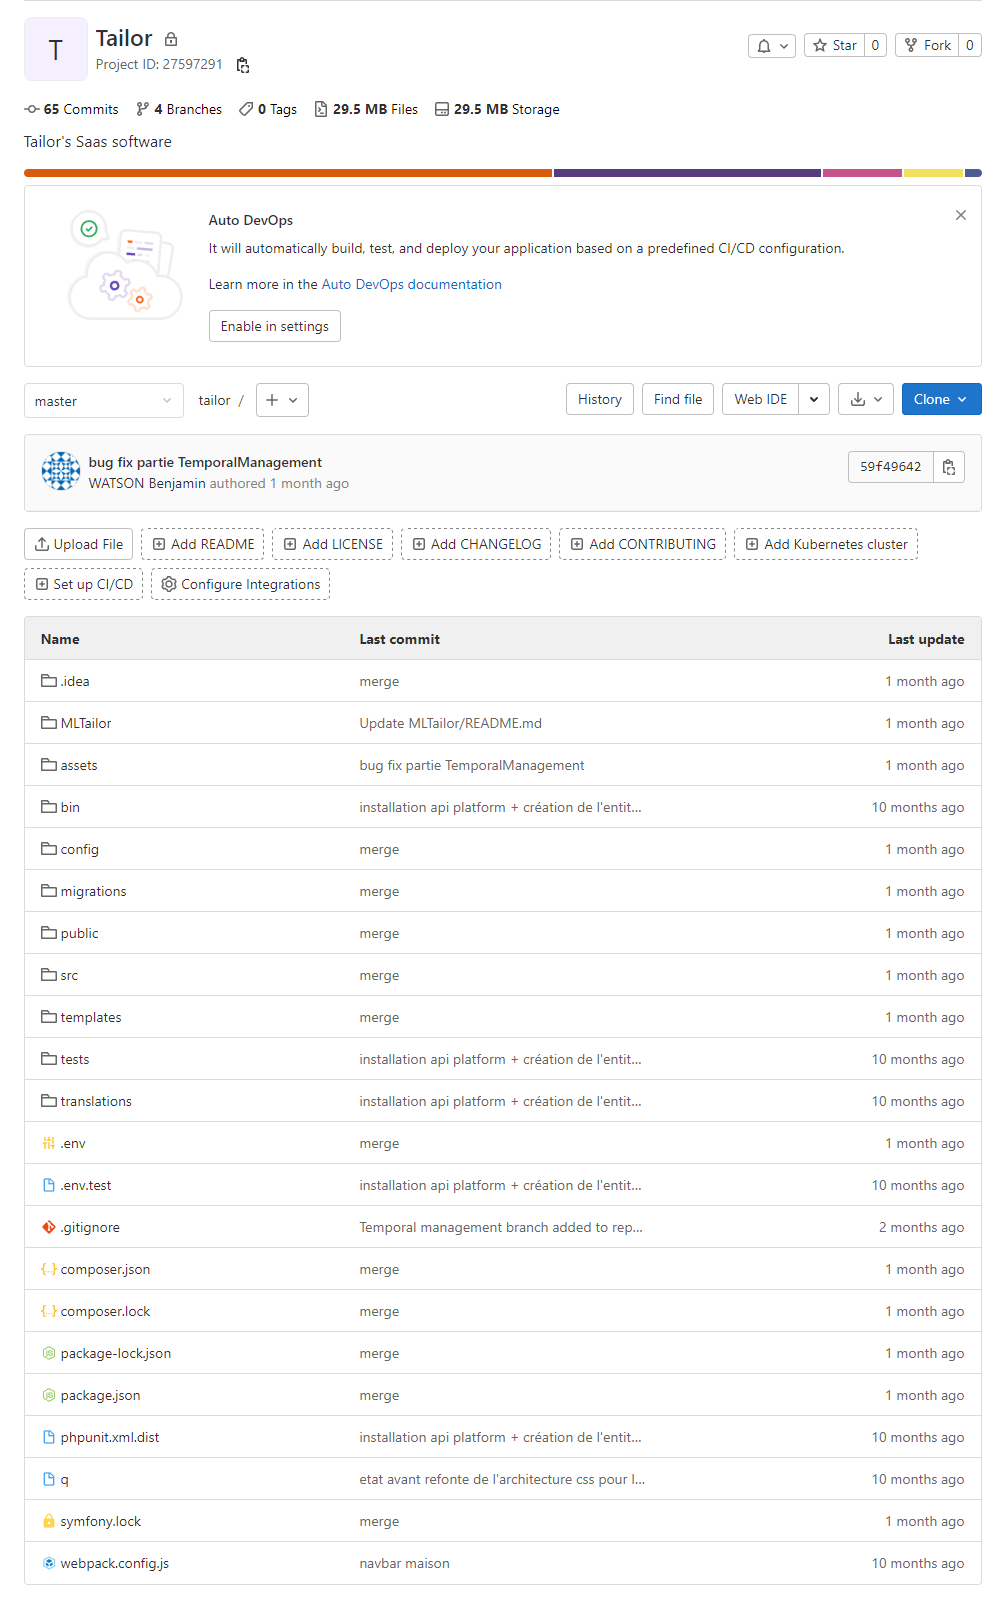 T
Tailor
Project ID: 27597291
Star 0 Fork 0
65 Commits 4 Branches 0 Tags 29.5 MB Files 29.5 MB Storage
Tailor's Saas software
Auto DevOps
It will automatically build, test, and deploy your application based on a predefined CI/CD configuration.
Learn more in the Auto DevOps documentation
Enable in settings
master tailor / History Find file Web IDE Clone
bug fix partie TemporalManagement
WATSON Benjamin authored 1 month ago
59f49642
Upload File Add README Add LICENSE Add CHANGELOG Add CONTRIBUTING Add Kubernetes cluster
Set up CI/CD Configure Integrations
Name Last commit Last update
.idea merge 1 month ago
MLTailor Update MLTailor/README.md 1 month ago
assets bug fix partie TemporalManagement 1 month ago
bin installation api platform + création de l'entit... 10 months ago
config merge 1 month ago
migrations merge 1 month ago
public merge 1 month ago
src merge 1 month ago
templates merge 1 month ago
tests installation api platform + création de l'entit... 10 months ago
translations installation api platform + création de l'entit... 10 months ago
.env merge 1 month ago
.env.test installation api platform + création de l'entit... 10 months ago
.gitignore Temporal management branch added to rep... 2 months ago
composer.json merge 1 month ago
composer.lock merge 1 month ago
package-lock.json merge 1 month ago
package.json merge 1 month ago
phpunit.xml.dist installation api platform + création de l'entit... 10 months ago
q etat avant refonte de l'architecture css pour l... 10 months ago
symfony.lock merge 1 month ago
webpack.config.js navbar maison 10 months ago